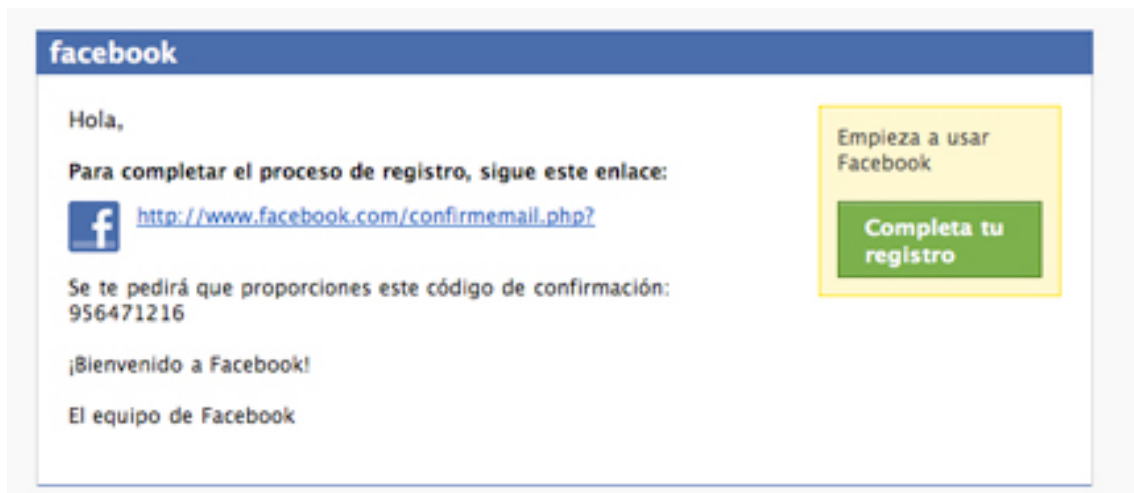 facebook
Hola,
Para completar el proceso de registro, sigue este enlace:
http://www.facebook.com/confirmemail.php?
Se te pedirá que proporciones este código de confirmación:
956471216
¡Bienvenido a Facebook!
El equipo de Facebook
Empieza a usar
Facebook
Completa tu
registro